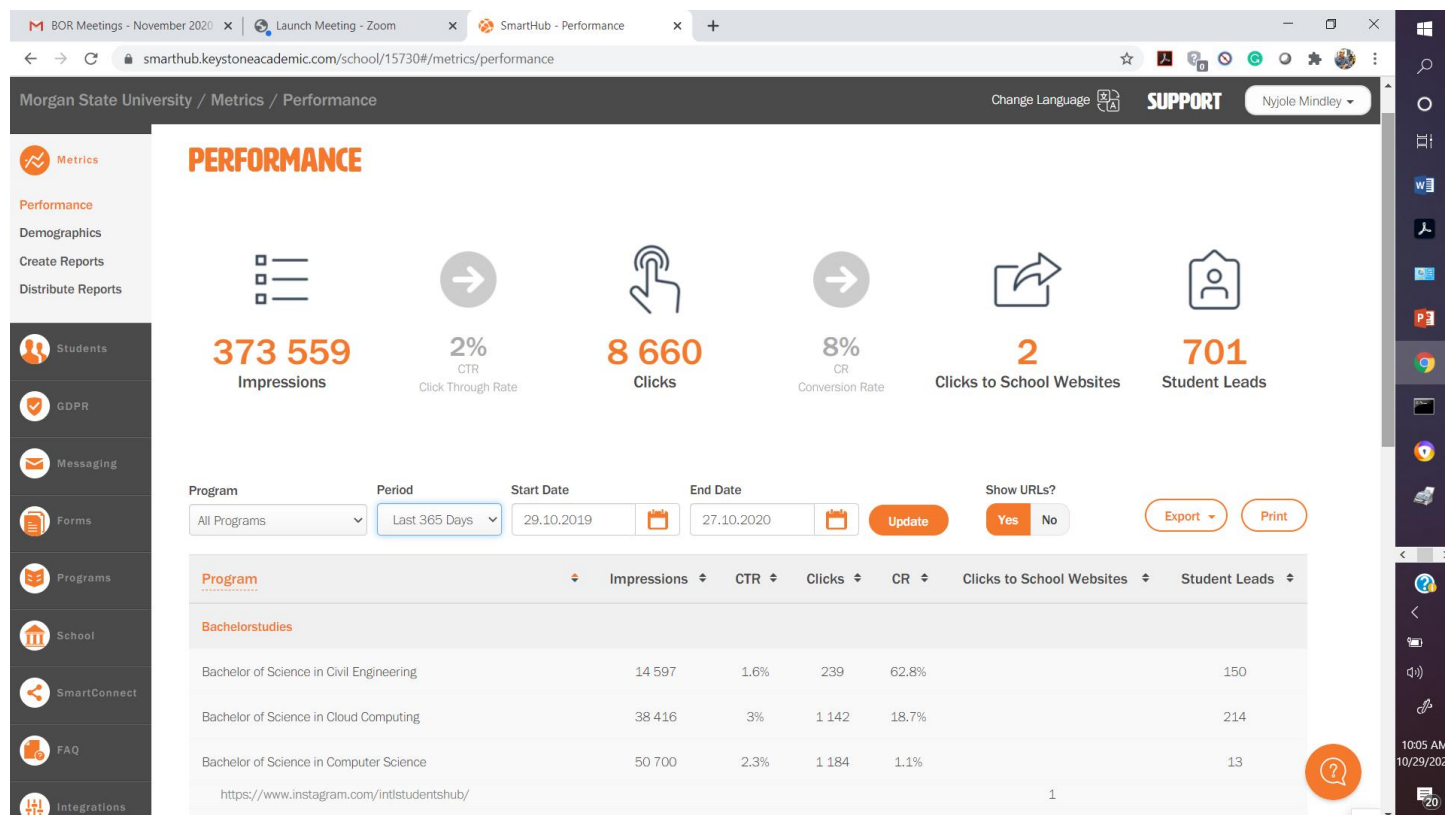 BOR Meetings - November 2020
Launch Meeting - Zoom
SmartHub - Performance
smarthub.keystoneacademic.com/school/15730#/metrics/performance
Morgan State University / Metrics / Performance
Change Language
SUPPORT
Nyjole Mindley
Metrics
Performance
Demographics
Create Reports
Distribute Reports
Students
GDPR
Messaging
Forms
Programs
School
SmartConnect
FAQ
Integrations
PERFORMANCE
373 559
Impressions
2%
CTR
Click Through Rate
8 660
Clicks
8%
CR
Conversion Rate
2
Clicks to School Websites
701
Student Leads
Program Period Start Date End Date Show URLs?
All Programs Last 365 Days 29.10.2019 27.10.2020 Update Yes No Export Print
Program Impressions CTR Clicks CR Clicks to School Websites Student Leads
Bachelorstudies
Bachelor of Science in Civil Engineering 14 597 1.6% 239 62.8% 150
Bachelor of Science in Cloud Computing 38 416 3% 1 142 18.7% 214
Bachelor of Science in Computer Science 50 700 2.3% 1 184 1.1% 13
https://www.instagram.com/intlstudentshub/ 1
10:05 AM
10/29/202
20